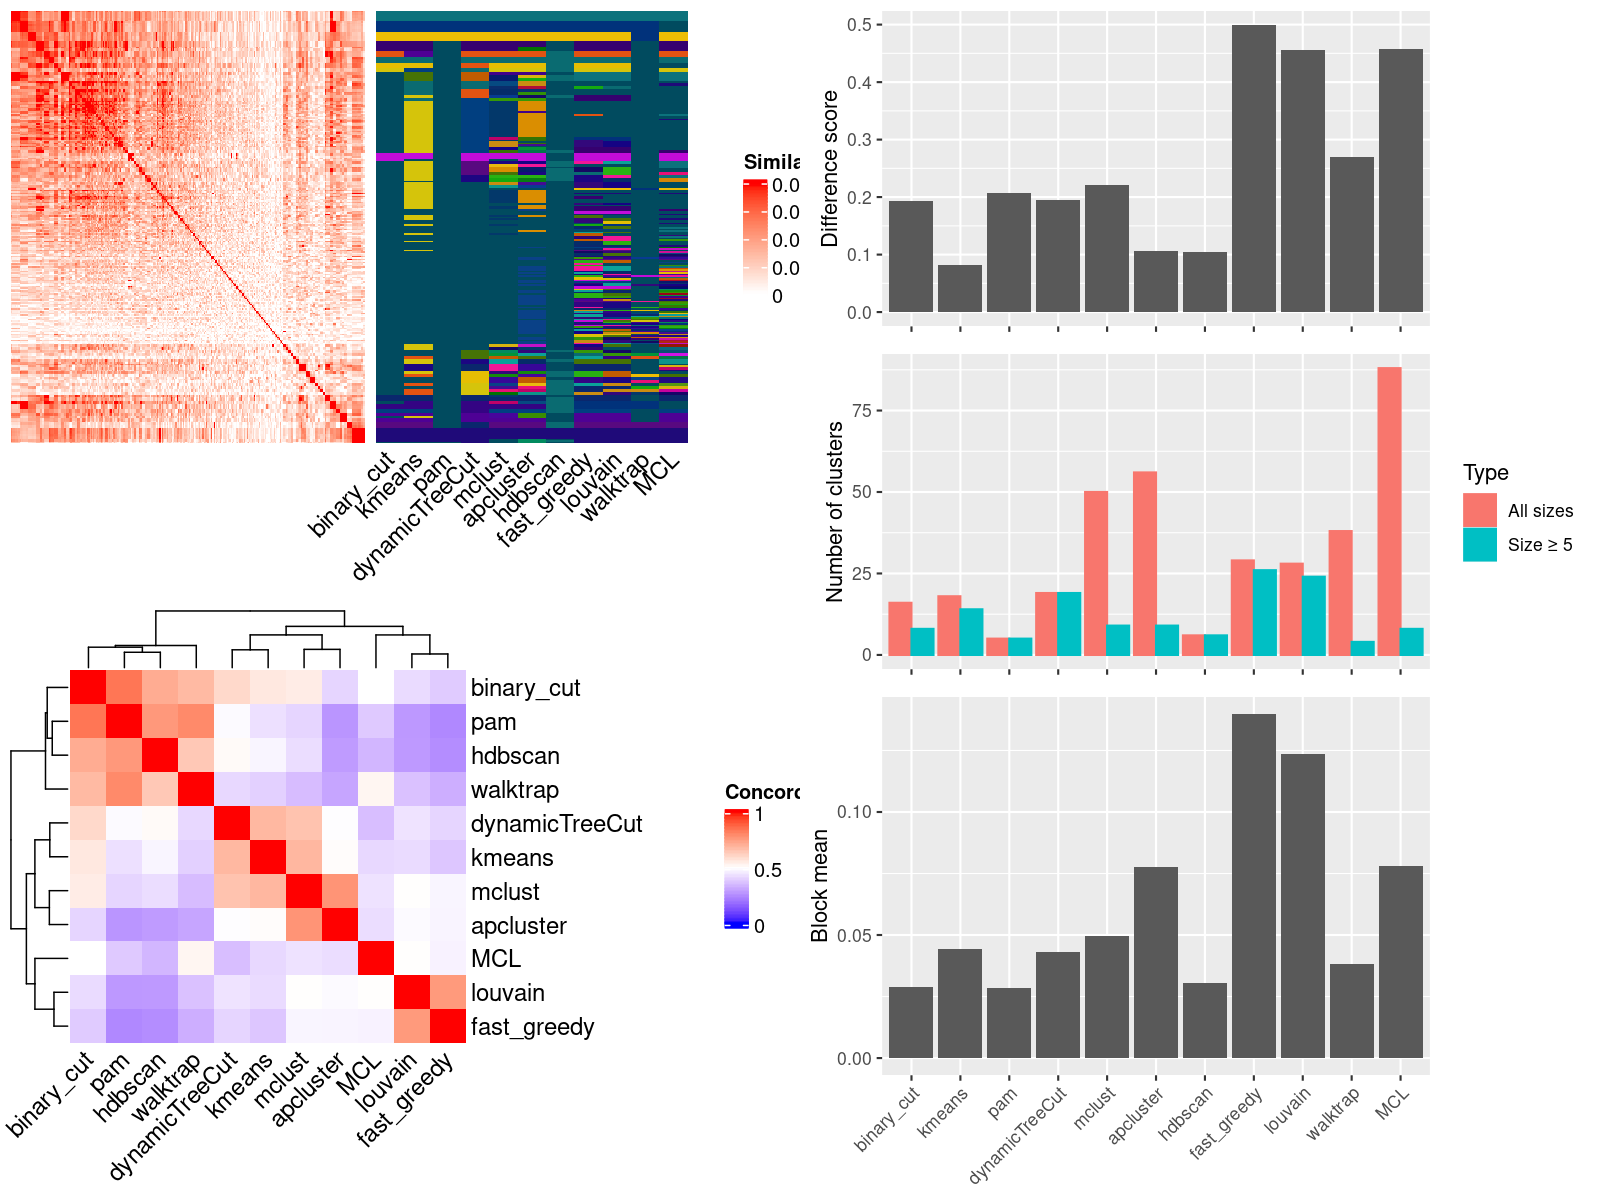 Simila
0.0
0.0
0.0
0.0
0
binary_cut
kmeans
pam
dynamicTreeCut
mclust
apcluster
hdbscan
fast_greedy
louvain
walktrap
MCL
binary_cut
pam
hdbscan
walktrap
dynamicTreeCut
kmeans
mclust
apcluster
MCL
louvain
fast_greedy
binary_cut
pam
hdbscan
walktrap
dynamicTreeCut
kmeans
mclust
apcluster
MCL
louvain
fast_greedy
Concord
1
0.5
0
Difference score
0.5
0.4
0.3
0.2
0.1
0.0
Number of clusters
75
50
25
0
Type
All sizes
Size ≥ 5
Block mean
0.10
0.05
0.00
binary_cut
kmeans
pam
dynamicTreeCut
mclust
apcluster
hdbscan
fast_greedy
louvain
walktrap
MCL